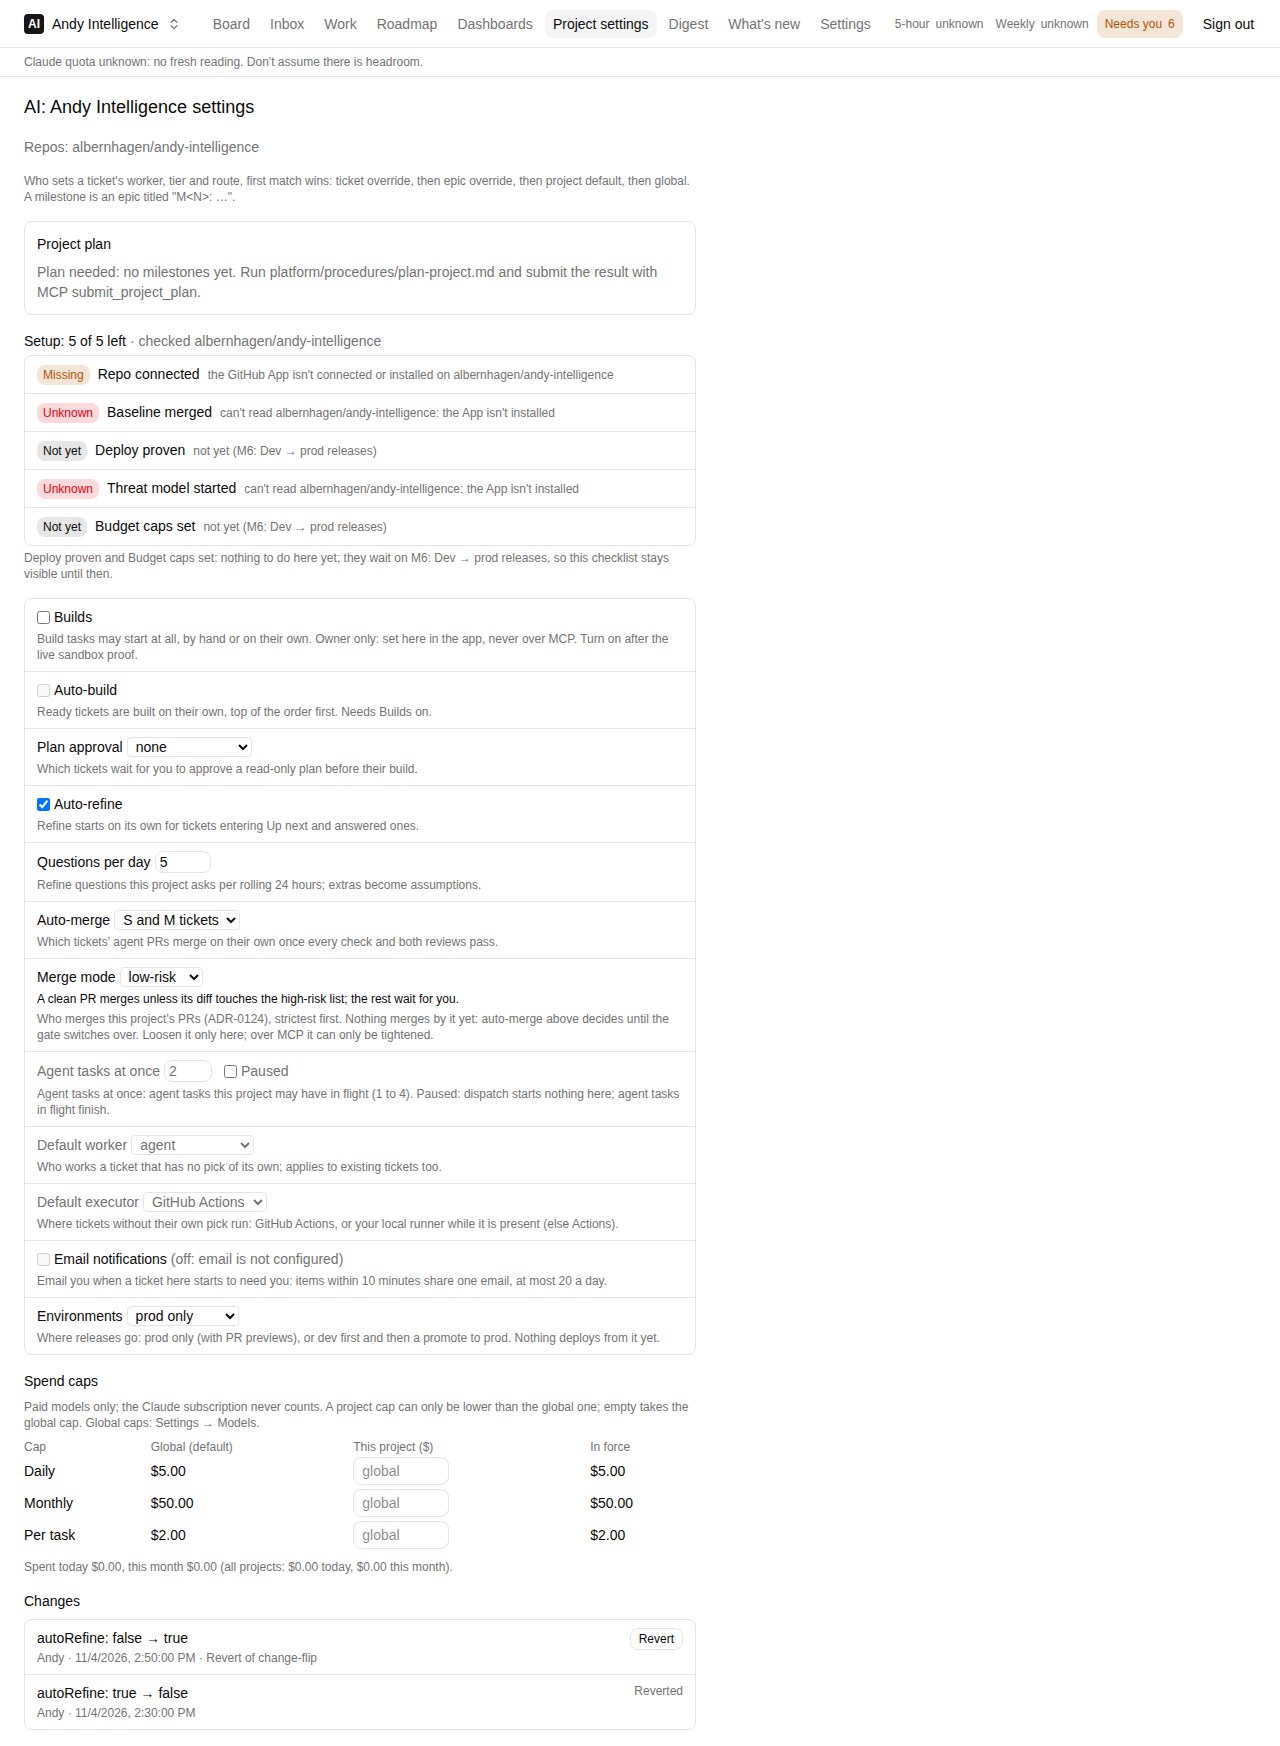 AI Andy Intelligence Board Inbox Work Roadmap Dashboards Project settings Digest What's new Settings 5-hour unknown Weekly unknown Needs you 6 Sign out
Claude quota unknown: no fresh reading. Don't assume there is headroom.
AI: Andy Intelligence settings
Repos: albernhagen/andy-intelligence
Who sets a ticket's worker, tier and route, first match wins: ticket override, then epic override, then project default, then global.
A milestone is an epic titled "M<N>: …".
Project plan
Plan needed: no milestones yet. Run platform/procedures/plan-project.md and submit the result with
MCP submit_project_plan.
Setup: 5 of 5 left · checked albernhagen/andy-intelligence
Missing Repo connected the GitHub App isn't connected or installed on albernhagen/andy-intelligence
Unknown Baseline merged can't read albernhagen/andy-intelligence: the App isn't installed
Not yet Deploy proven not yet (M6: Dev → prod releases)
Unknown Threat model started can't read albernhagen/andy-intelligence: the App isn't installed
Not yet Budget caps set not yet (M6: Dev → prod releases)
Deploy proven and Budget caps set: nothing to do here yet; they wait on M6: Dev → prod releases, so this checklist stays
visible until then.
Builds
Build tasks may start at all, by hand or on their own. Owner only: set here in the app, never over MCP. Turn on after the
live sandbox proof.
Auto-build
Ready tickets are built on their own, top of the order first. Needs Builds on.
Plan approval none
Which tickets wait for you to approve a read-only plan before their build.
Auto-refine
Refine starts on its own for tickets entering Up next and answered ones.
Questions per day 5
Refine questions this project asks per rolling 24 hours; extras become assumptions.
Auto-merge S and M tickets
Which tickets' agent PRs merge on their own once every check and both reviews pass.
Merge mode low-risk
A clean PR merges unless its diff touches the high-risk list; the rest wait for you.
Who merges this project's PRs (ADR-0124), strictest first. Nothing merges by it yet: auto-merge above decides until the
gate switches over. Loosen it only here; over MCP it can only be tightened.
Agent tasks at once 2 Paused
Agent tasks at once: agent tasks this project may have in flight (1 to 4). Paused: dispatch starts nothing here; agent tasks
in flight finish.
Default worker agent
Who works a ticket that has no pick of its own; applies to existing tickets too.
Default executor GitHub Actions
Where tickets without their own pick run: GitHub Actions, or your local runner while it is present (else Actions).
Email notifications (off: email is not configured)
Email you when a ticket here starts to need you: items within 10 minutes share one email, at most 20 a day.
Environments prod only
Where releases go: prod only (with PR previews), or dev first and then a promote to prod. Nothing deploys from it yet.
Spend caps
Paid models only; the Claude subscription never counts. A project cap can only be lower than the global one; empty takes the
global cap. Global caps: Settings → Models.
Cap Global (default) This project ($) In force
Daily $5.00 global $5.00
Monthly $50.00 global $50.00
Per task $2.00 global $2.00
Spent today $0.00, this month $0.00 (all projects: $0.00 today, $0.00 this month).
Changes
autoRefine: false → true Revert
Andy · 11/4/2026, 2:50:00 PM · Revert of change-flip
autoRefine: true → false Reverted
Andy · 11/4/2026, 2:30:00 PM